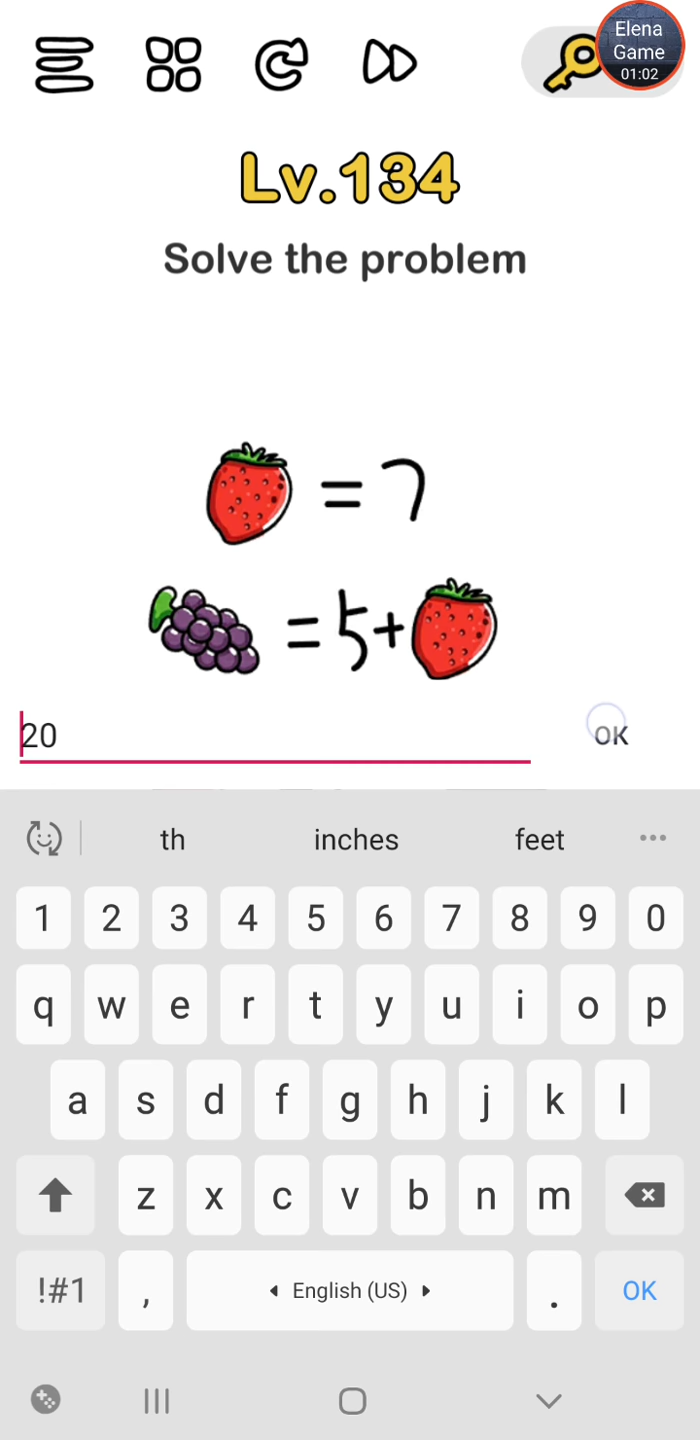 Elena
Game
01:02
Lv.134
Solve the problem
= 7
= 5+
20
OK
th inches feet
1 2 3 4 5 6 7 8 9 0
q w e r t y u i o p
a s d f g h j k l
z x c v b n m
!#1 , English (US) . OK